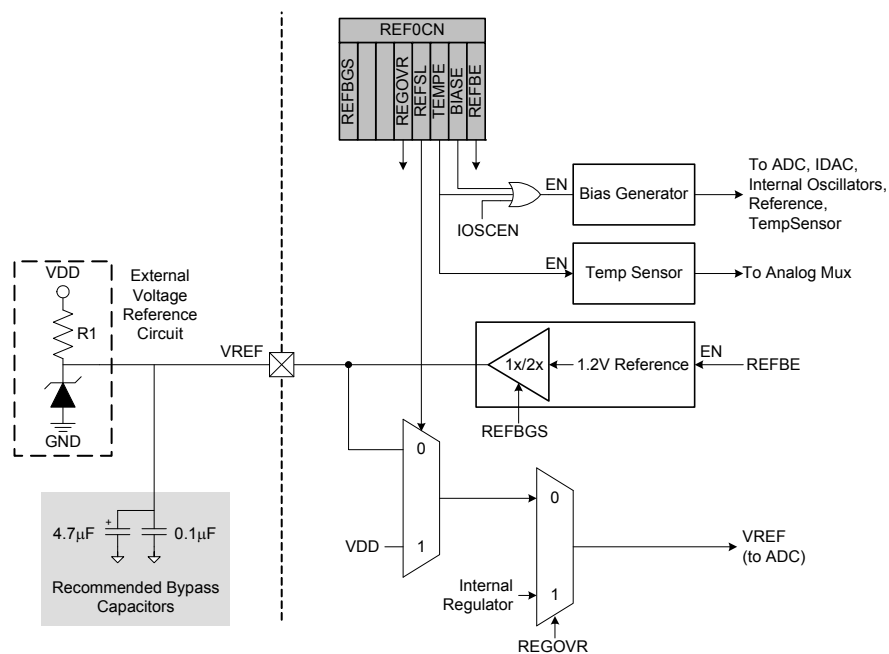 REF0CN
REFBGS
REGOVR
REFSL
TEMPE
BIASE
REFBE
EN
Bias Generator
To ADC, IDAC,
Internal Oscillators,
Reference,
TempSensor
IOSCEN
EN
Temp Sensor
To Analog Mux
VDD
R1
GND
External
Voltage
Reference
Circuit
VREF
1x/2x
1.2V Reference
EN
REFBE
REFBGS
0
1
VDD
0
1
Internal
Regulator
REGOVR
VREF
(to ADC)
4.7μF
+
0.1μF
Recommended Bypass
Capacitors